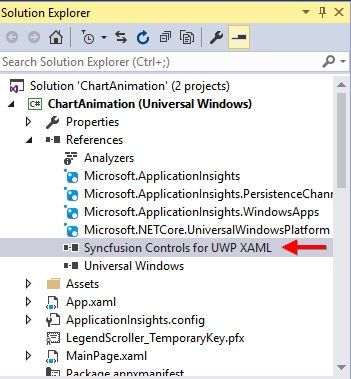 Solution Explorer
Search Solution Explorer (Ctrl+;)
Solution 'ChartAnimation' (2 projects)
C# ChartAnimation (Universal Windows)
Properties
References
Analyzers
Microsoft.ApplicationInsights
Microsoft.ApplicationInsights.PersistenceChann
Microsoft.ApplicationInsights.WindowsApps
Microsoft.NETCore.UniversalWindowsPlatform
Syncfusion Controls for UWP XAML
Universal Windows
Assets
App.xaml
ApplicationInsights.config
LegendScroller_TemporaryKey.pfx
MainPage.xaml
Package.appxmanifest